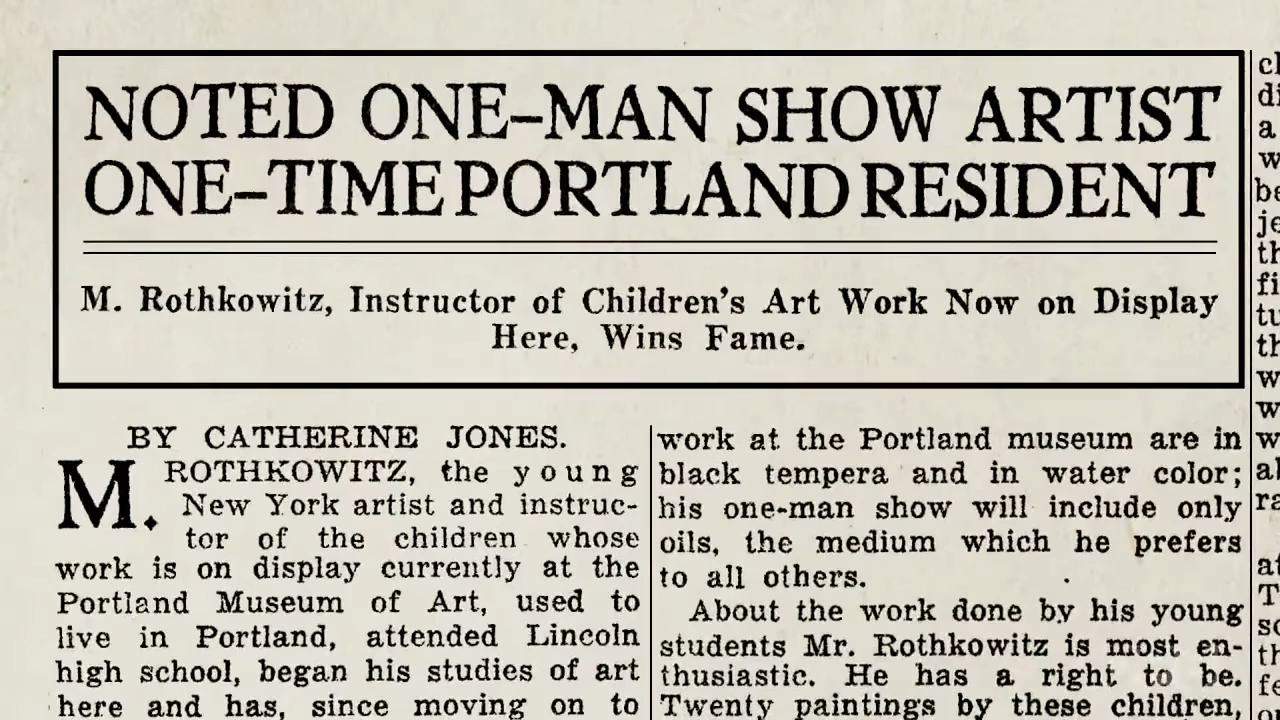 NOTED ONE-MAN SHOW ARTIST
ONE-TIME PORTLAND RESIDENT
M. Rothkowitz, Instructor of Children's Art Work Now on Display
Here, Wins Fame.
BY CATHERINE JONES.
M. ROTHKOWITZ, the young
New York artist and instruc-
tor of the children whose
work is on display currently at the
Portland Museum of Art, used to
live in Portland, attended Lincoln
high school, began his studies of art
here and has, since moving on to
work at the Portland museum are in
black tempera and in water color;
his one-man show will include only
oils, the medium which he prefers
to all others.
About the work done by his young
students Mr. Rothkowitz is most en-
thusiastic. He has a right to be.
Twenty paintings by these children,